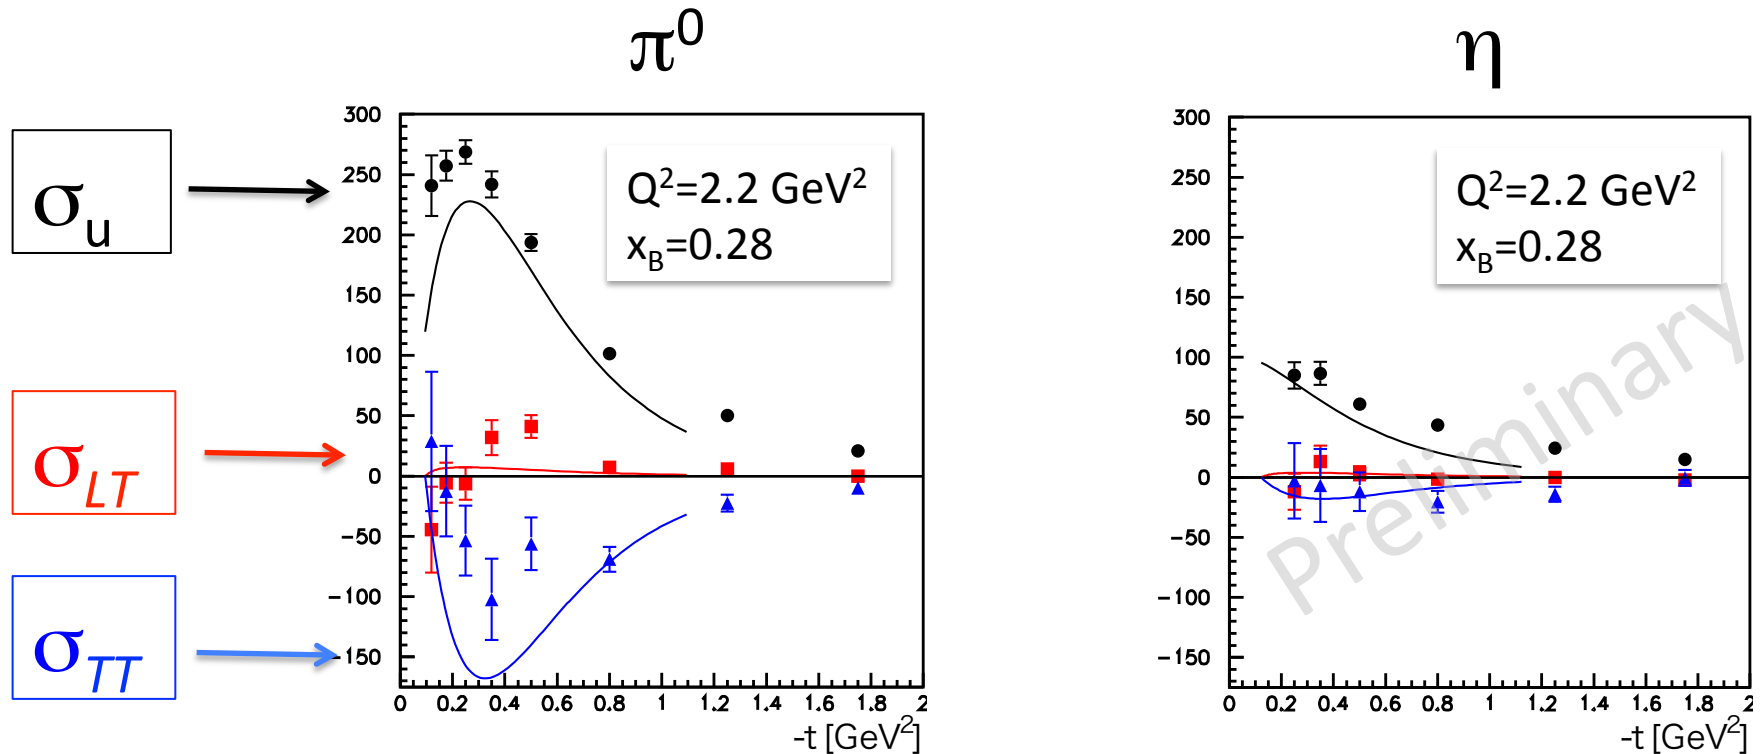 π⁰
η
σu
σLT
σTT
300
250
200
150
100
50
0
-50
-100
-150
0 0.2 0.4 0.6 0.8 1 1.2 1.4 1.6 1.8 2
-t [GeV²]
Q²=2.2 GeV²
xB=0.28
300
250
200
150
100
50
0
-50
-100
-150
0 0.2 0.4 0.6 0.8 1 1.2 1.4 1.6 1.8 2
-t [GeV²]
Q²=2.2 GeV²
xB=0.28
Preliminary